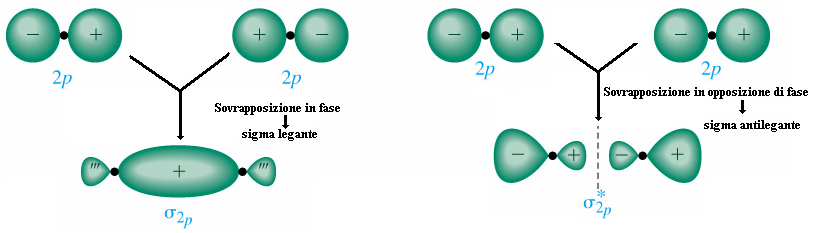 − + + − − + − +
2p 2p 2p 2p
Sovrapposizione in fase
sigma legante
Sovrapposizione in opposizione di fase
sigma antilegante
''' + ''' − + − +
σ2p
σ*2p